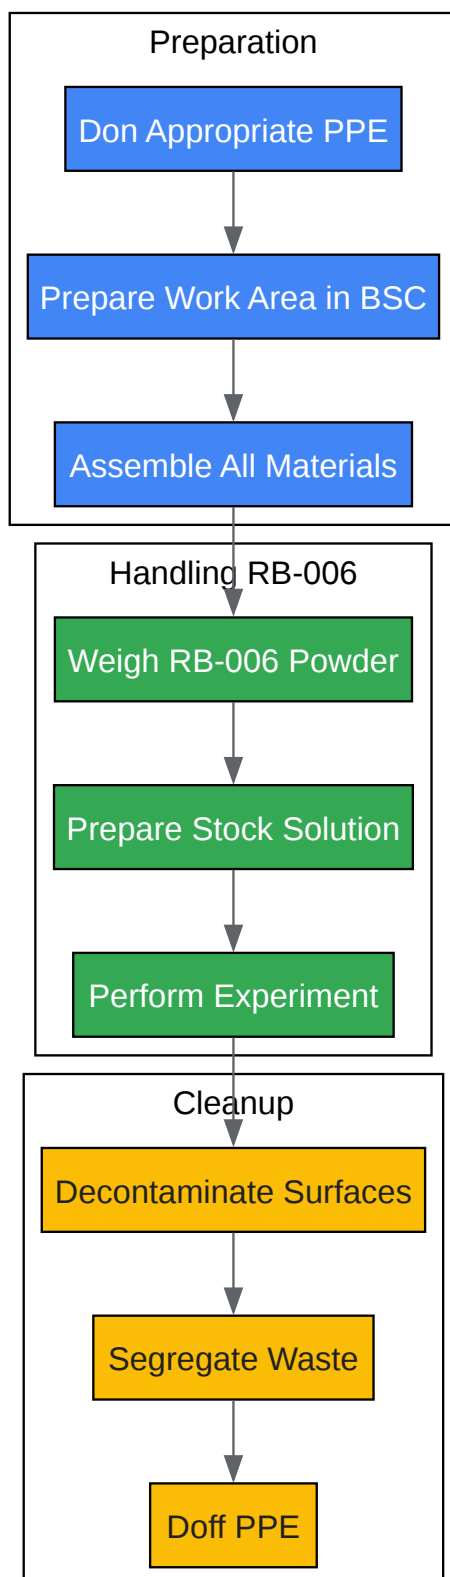 Preparation
Don Appropriate PPE
Prepare Work Area in BSC
Assemble All Materials
Handling RB-006
Weigh RB-006 Powder
Prepare Stock Solution
Perform Experiment
Cleanup
Decontaminate Surfaces
Segregate Waste
Doff PPE